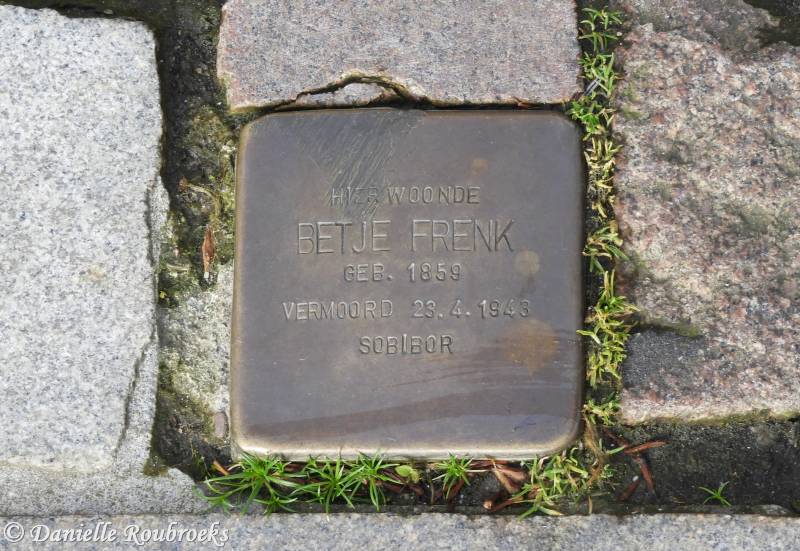 HIER WOONDE
BETJE FRENK
GEB. 1859
VERMOORD 23.4.1943
SOBIBOR
© Danielle Roubroeks